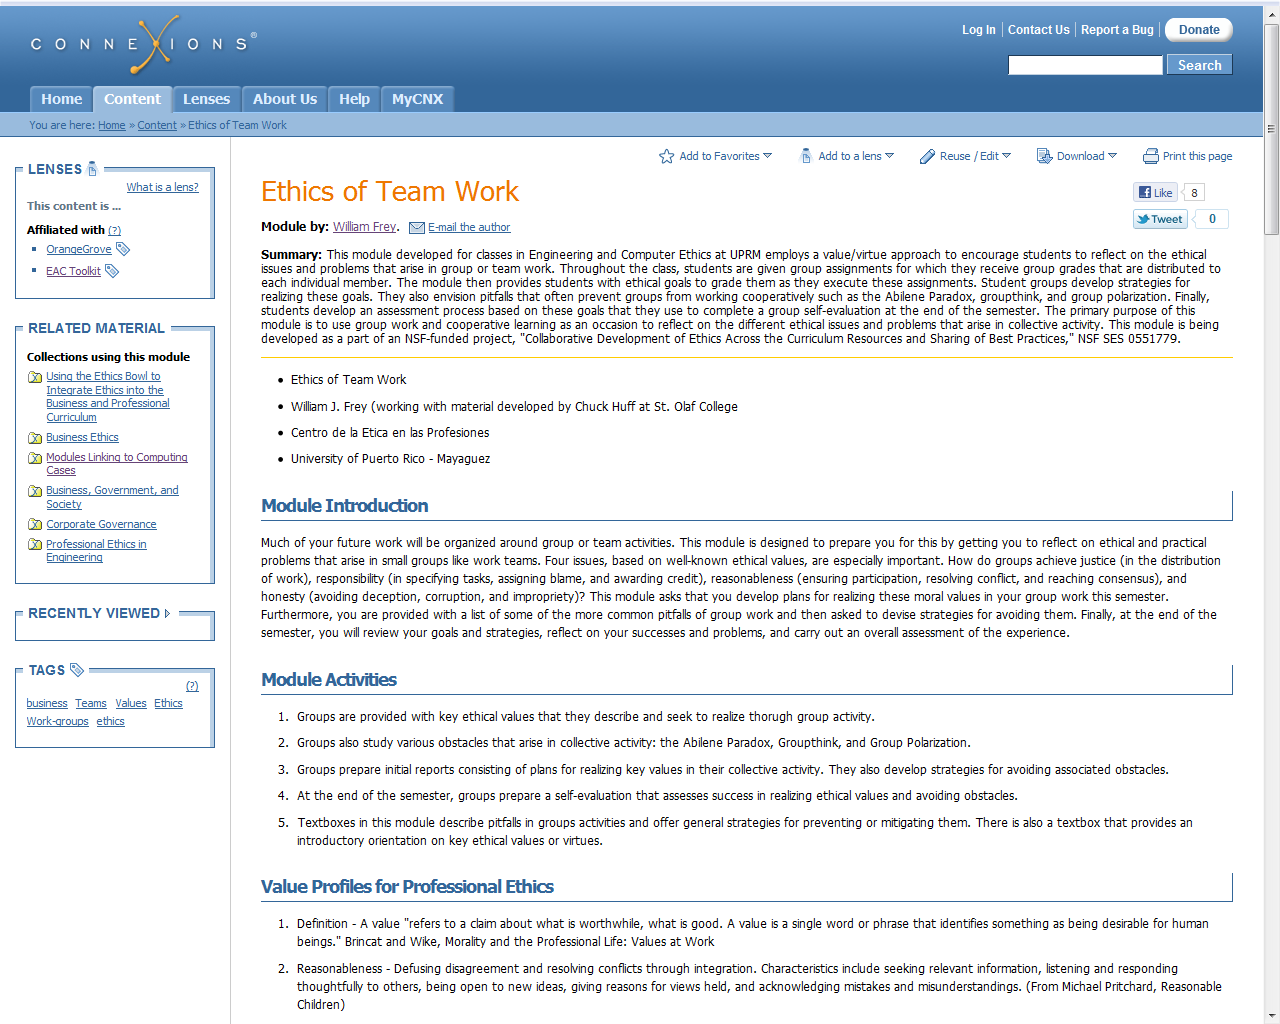 CONNEXIONS®
Log In Contact Us Report a Bug Donate
Search
Home Content Lenses About Us Help MyCNX
You are here: Home » Content » Ethics of Team Work
LENSES
What is a lens?
This content is ...
Affiliated with (?)
OrangeGrove
EAC Toolkit
RELATED MATERIAL
Collections using this module
Using the Ethics Bowl to
Integrate Ethics into the
Business and Professional
Curriculum
Business Ethics
Modules Linking to Computing
Cases
Business, Government, and
Society
Corporate Governance
Professional Ethics in
Engineering
RECENTLY VIEWED
TAGS
(?)
business Teams Values Ethics
Work-groups ethics
Add to Favorites Add to a lens Reuse / Edit Download Print this page
Ethics of Team Work
Like 8
Tweet 0
Module by: William Frey. E-mail the author
Summary: This module developed for classes in Engineering and Computer Ethics at UPRM employs a value/virtue approach to encourage students to reflect on the ethical
issues and problems that arise in group or team work. Throughout the class, students are given group assignments for which they receive group grades that are distributed to
each individual member. The module then provides students with ethical goals to grade them as they execute these assignments. Student groups develop strategies for
realizing these goals. They also envision pitfalls that often prevent groups from working cooperatively such as the Abilene Paradox, groupthink, and group polarization. Finally,
students develop an assessment process based on these goals that they use to complete a group self-evaluation at the end of the semester. The primary purpose of this
module is to use group work and cooperative learning as an occasion to reflect on the different ethical issues and problems that arise in collective activity. This module is being
developed as a part of an NSF-funded project, "Collaborative Development of Ethics Across the Curriculum Resources and Sharing of Best Practices," NSF SES 0551779.
• Ethics of Team Work
• William J. Frey (working with material developed by Chuck Huff at St. Olaf College
• Centro de la Etica en las Profesiones
• University of Puerto Rico - Mayaguez
Module Introduction
Much of your future work will be organized around group or team activities. This module is designed to prepare you for this by getting you to reflect on ethical and practical
problems that arise in small groups like work teams. Four issues, based on well-known ethical values, are especially important. How do groups achieve justice (in the distribution
of work), responsibility (in specifying tasks, assigning blame, and awarding credit), reasonableness (ensuring participation, resolving conflict, and reaching consensus), and
honesty (avoiding deception, corruption, and impropriety)? This module asks that you develop plans for realizing these moral values in your group work this semester.
Furthermore, you are provided with a list of some of the more common pitfalls of group work and then asked to devise strategies for avoiding them. Finally, at the end of the
semester, you will review your goals and strategies, reflect on your successes and problems, and carry out an overall assessment of the experience.
Module Activities
1. Groups are provided with key ethical values that they describe and seek to realize thorugh group activity.
2. Groups also study various obstacles that arise in collective activity: the Abilene Paradox, Groupthink, and Group Polarization.
3. Groups prepare initial reports consisting of plans for realizing key values in their collective activity. They also develop strategies for avoiding associated obstacles.
4. At the end of the semester, groups prepare a self-evaluation that assesses success in realizing ethical values and avoiding obstacles.
5. Textboxes in this module describe pitfalls in groups activities and offer general strategies for preventing or mitigating them. There is also a textbox that provides an
introductory orientation on key ethical values or virtues.
Value Profiles for Professional Ethics
1. Definition - A value "refers to a claim about what is worthwhile, what is good. A value is a single word or phrase that identifies something as being desirable for human
beings." Brincat and Wike, Morality and the Professional Life: Values at Work
2. Reasonableness - Defusing disagreement and resolving conflicts through integration. Characteristics include seeking relevant information, listening and responding
thoughtfully to others, being open to new ideas, giving reasons for views held, and acknowledging mistakes and misunderstandings. (From Michael Pritchard, Reasonable
Children)